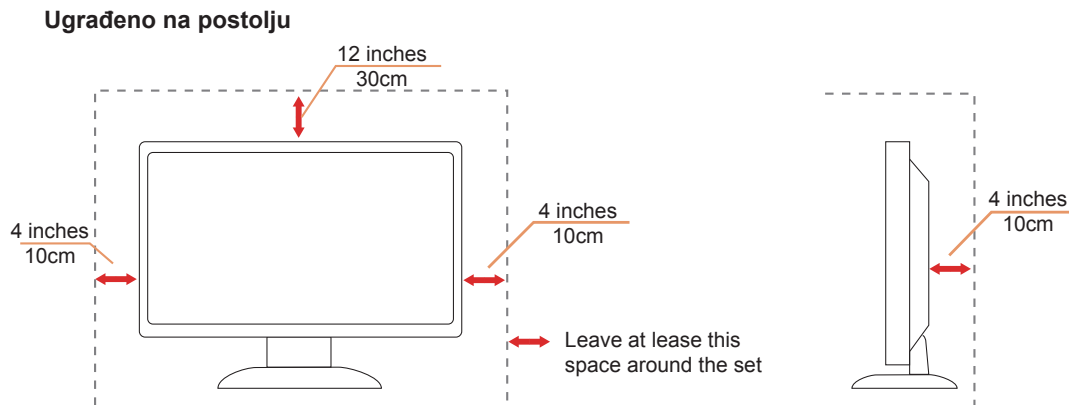 Ugrađeno na postolju
12 inches
30cm
4 inches
10cm
4 inches
10cm
4 inches
10cm
Leave at lease this
space around the set